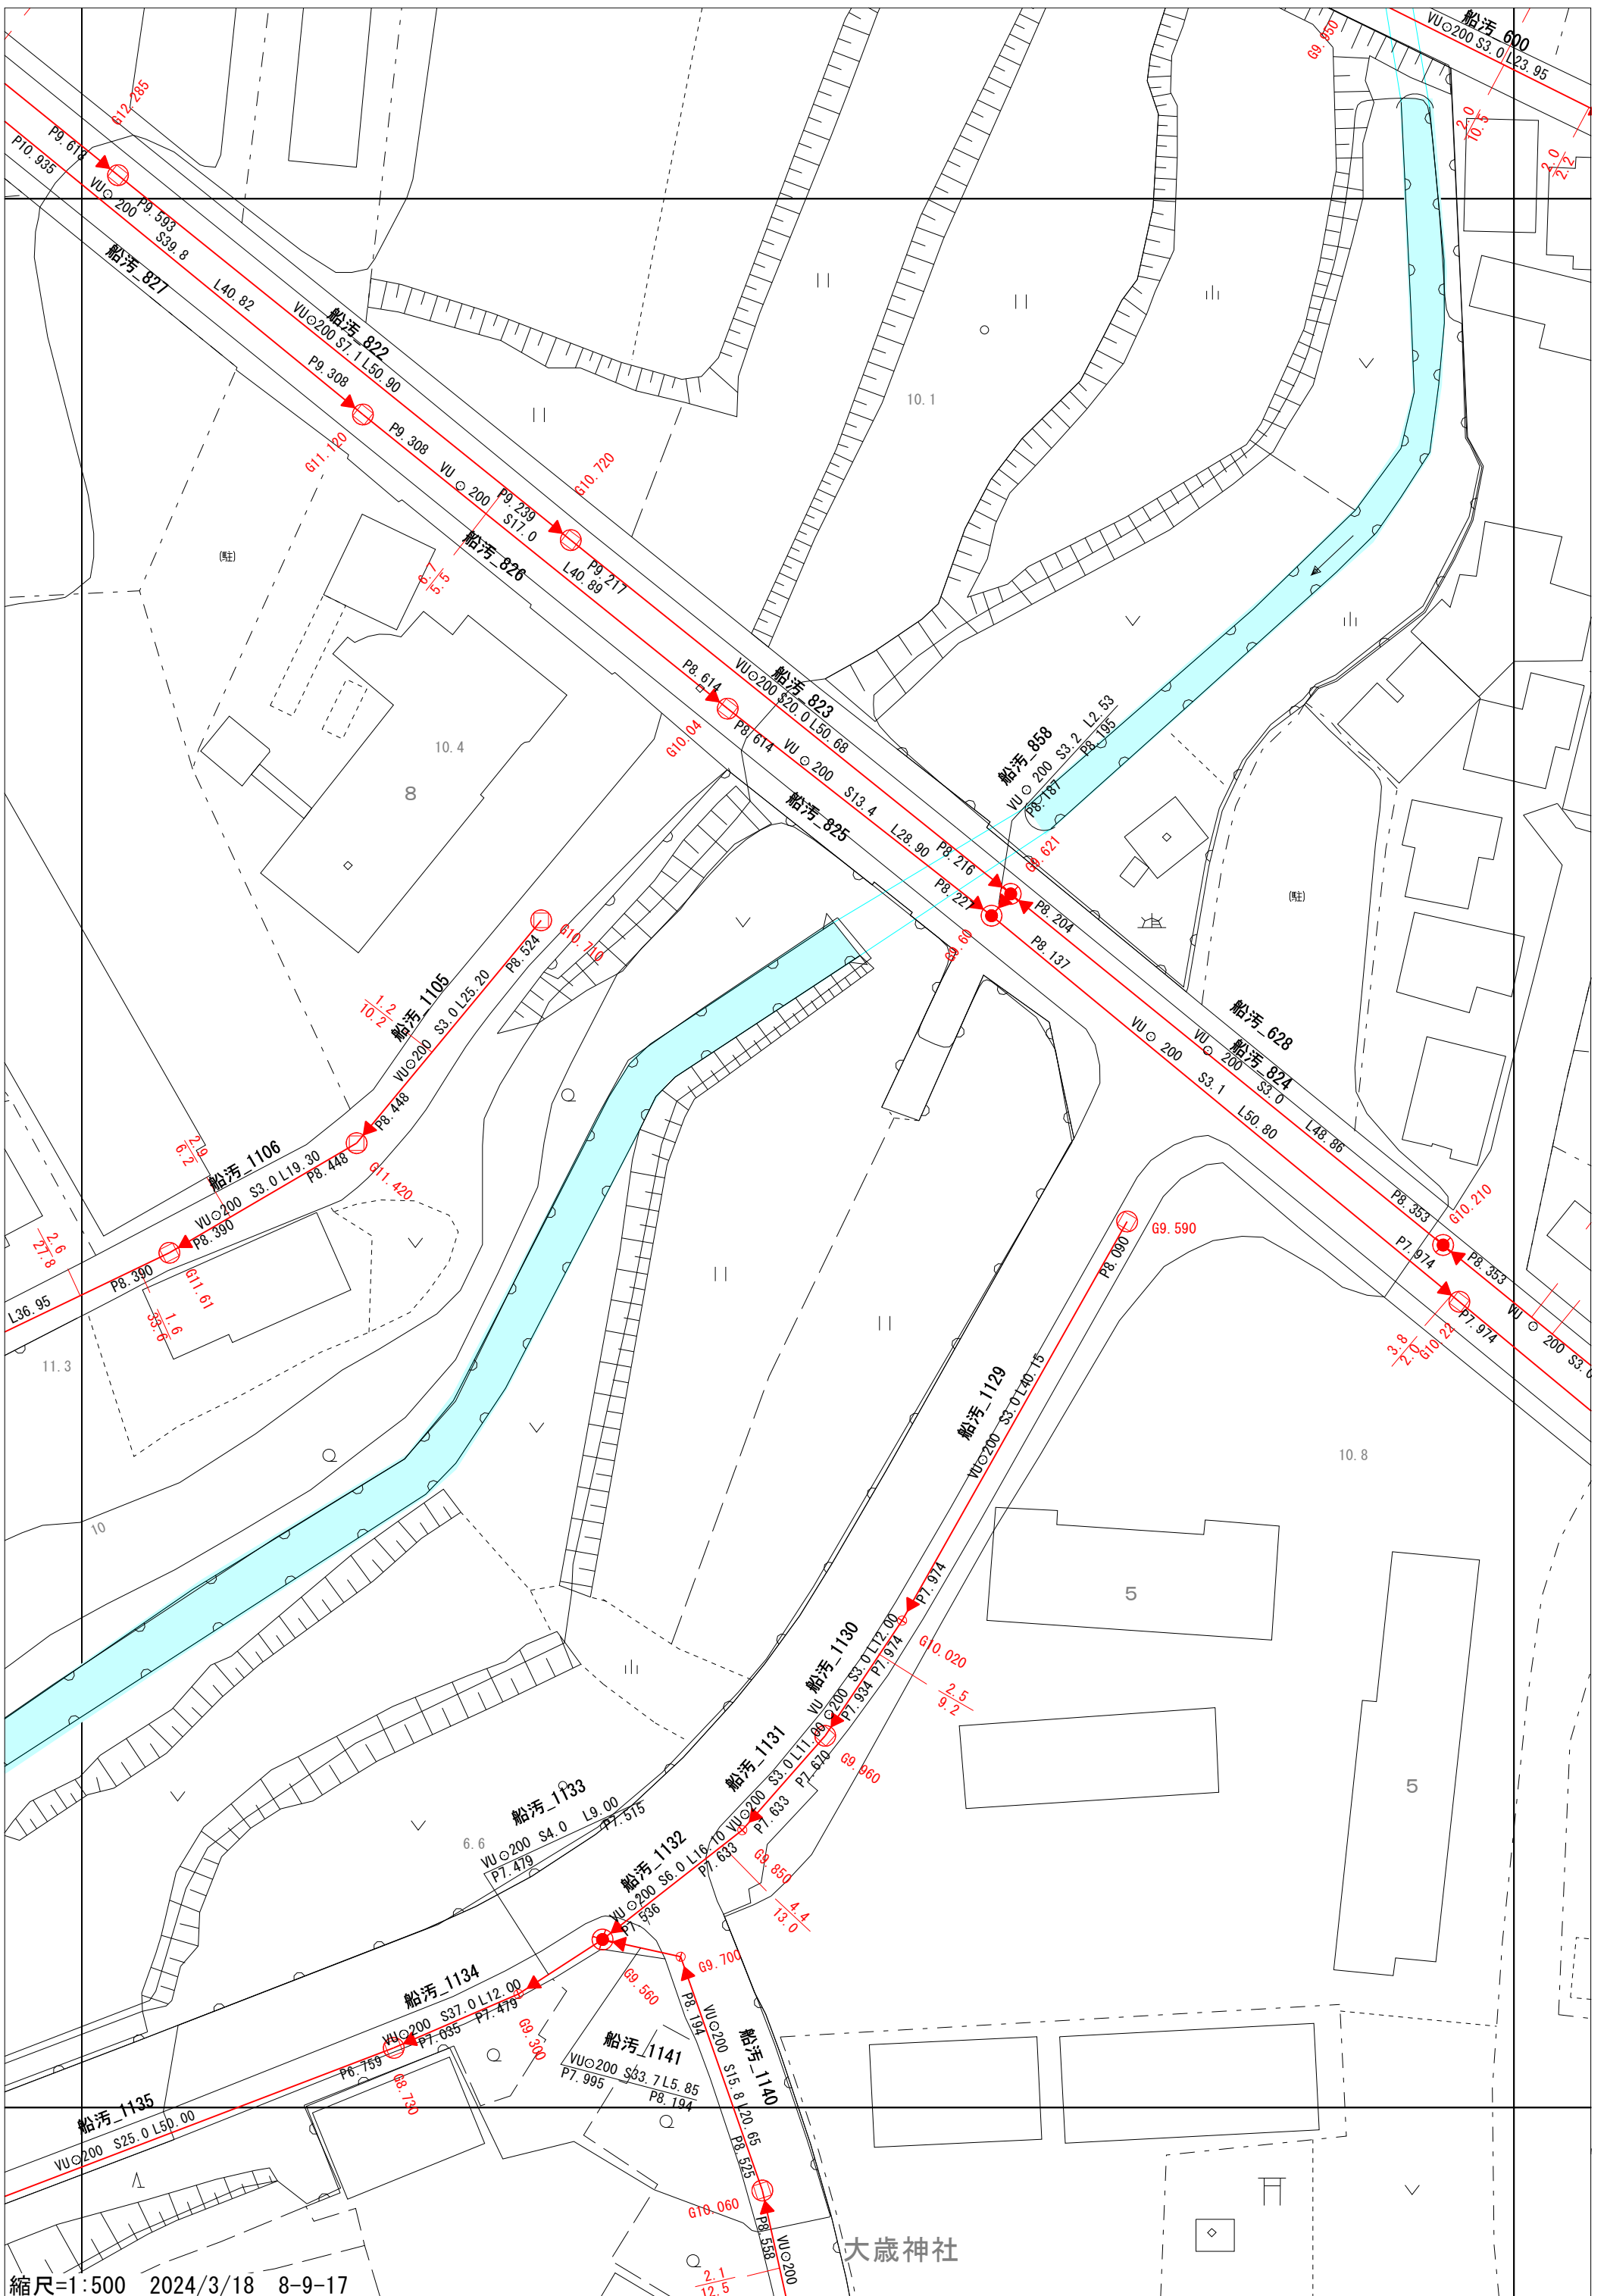 船汚_600
VU⊙200 S3.0 L23.95
G9.950
2.0
10.5
2.0
2.2
G12.285
P9.618
P10.935
VU⊙ 200 S39.8 L40.82
P9.593
船汚_827
船汚_822
VU⊙200 S7.1 L50.90
P9.308
G11.120
P9.308
VU ⊙ 200 S17.0 L40.89
P9.239
G10.720
船汚_826
P9.217
10.1
(駐)
5.5
P8.614
G10.04
P8.614
船汚_823
VU⊙200 S20.0 L50.68
VU ⊙ 200 S13.4 L28.90
船汚_825
船汚_858
VU ⊙ 200 S3.2 L2.53
P8.187
P8.195
10.4
8
P8.216
G9.621
P8.227
G9.60
P8.204
P8.137
(駐)
P8.524
G10.710
船汚_1105
VU⊙200 S3.0 L25.20
1.2
10.2
P8.448
船汚_628
船汚_824
VU ⊙ 200 S3.0 L48.86
VU ⊙ 200 S3.1 L50.80
2.9
6.2
船汚_1106
VU⊙200 S3.0 L19.30
P8.448
G11.420
P8.390
P8.390
G11.61
2.6
27.8
L36.95
1.6
33.6
11.3
G9.590
P8.090
P8.353
G10.210
P8.353
P7.974
P7.974
G10.22
3.8
2.0
VU ⊙ 200 S3.0
船汚_1129
VU⊙200 S3.0 L40.15
10.8
10
5
5
P7.974
G10.020
2.5
9.2
船汚_1130
VU ⊙200 S3.0 L12.00
P7.974
P7.934
G9.960
船汚_1131
VU⊙200 S3.0 L11.00
P7.670
P7.633
G9.850
4.4
13.0
船汚_1133
VU⊙200 S4.0 L9.00
P7.479
P7.515
6.6
船汚_1132
VU ⊙200 S6.0 L16.10
P7.633
P7.536
G9.700
G9.560
船汚_1134
VU⊙200 S37.0 L12.00
P7.479
P7.035
G9.300
P6.759
G8.730
船汚_1141
VU⊙200 S33.7 L5.85
P7.995
P8.194
P8.194
船汚_1140
VU⊙200 S15.8 L20.65
P8.525
船汚_1135
VU⊙200 S25.0 L50.00
G10.060
P8.558
VU⊙200
2.1
12.5
大歳神社
縮尺=1:500 2024/3/18 8-9-17